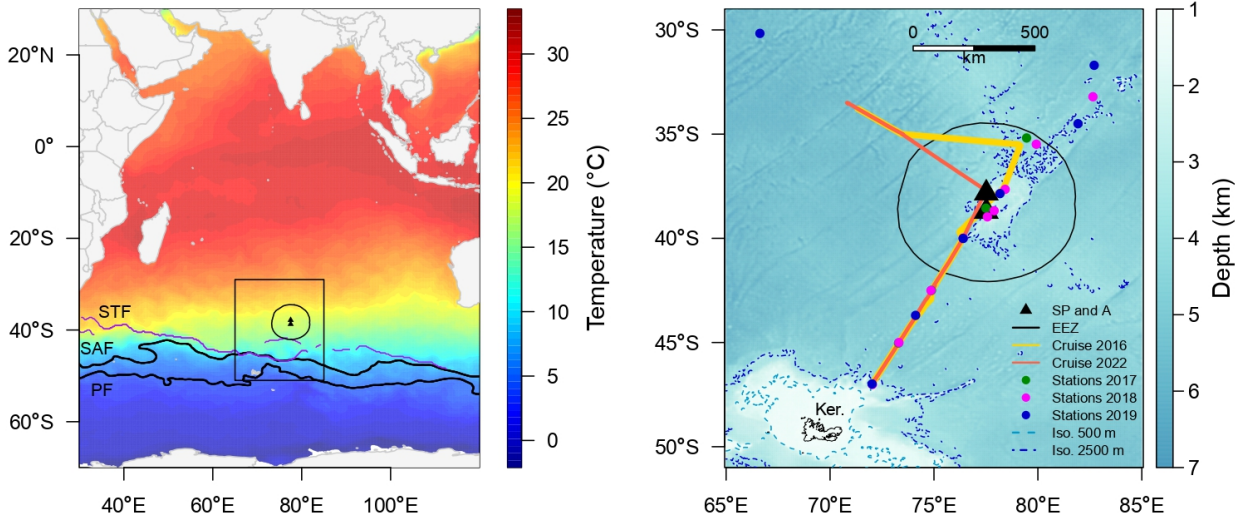 20°N
0°
20°S
40°S
60°S
STF
SAF
PF
40°E
60°E
80°E
100°E
30
25
20
15
10
5
0
Temperature (°C)
30°S
35°S
40°S
45°S
50°S
0
500
km
SP and A
EEZ
Cruise 2016
Cruise 2022
Stations 2017
Stations 2018
Stations 2019
Iso. 500 m
Iso. 2500 m
Ker.
65°E
70°E
75°E
80°E
85°E
1
2
3
4
5
6
7
Depth (km)